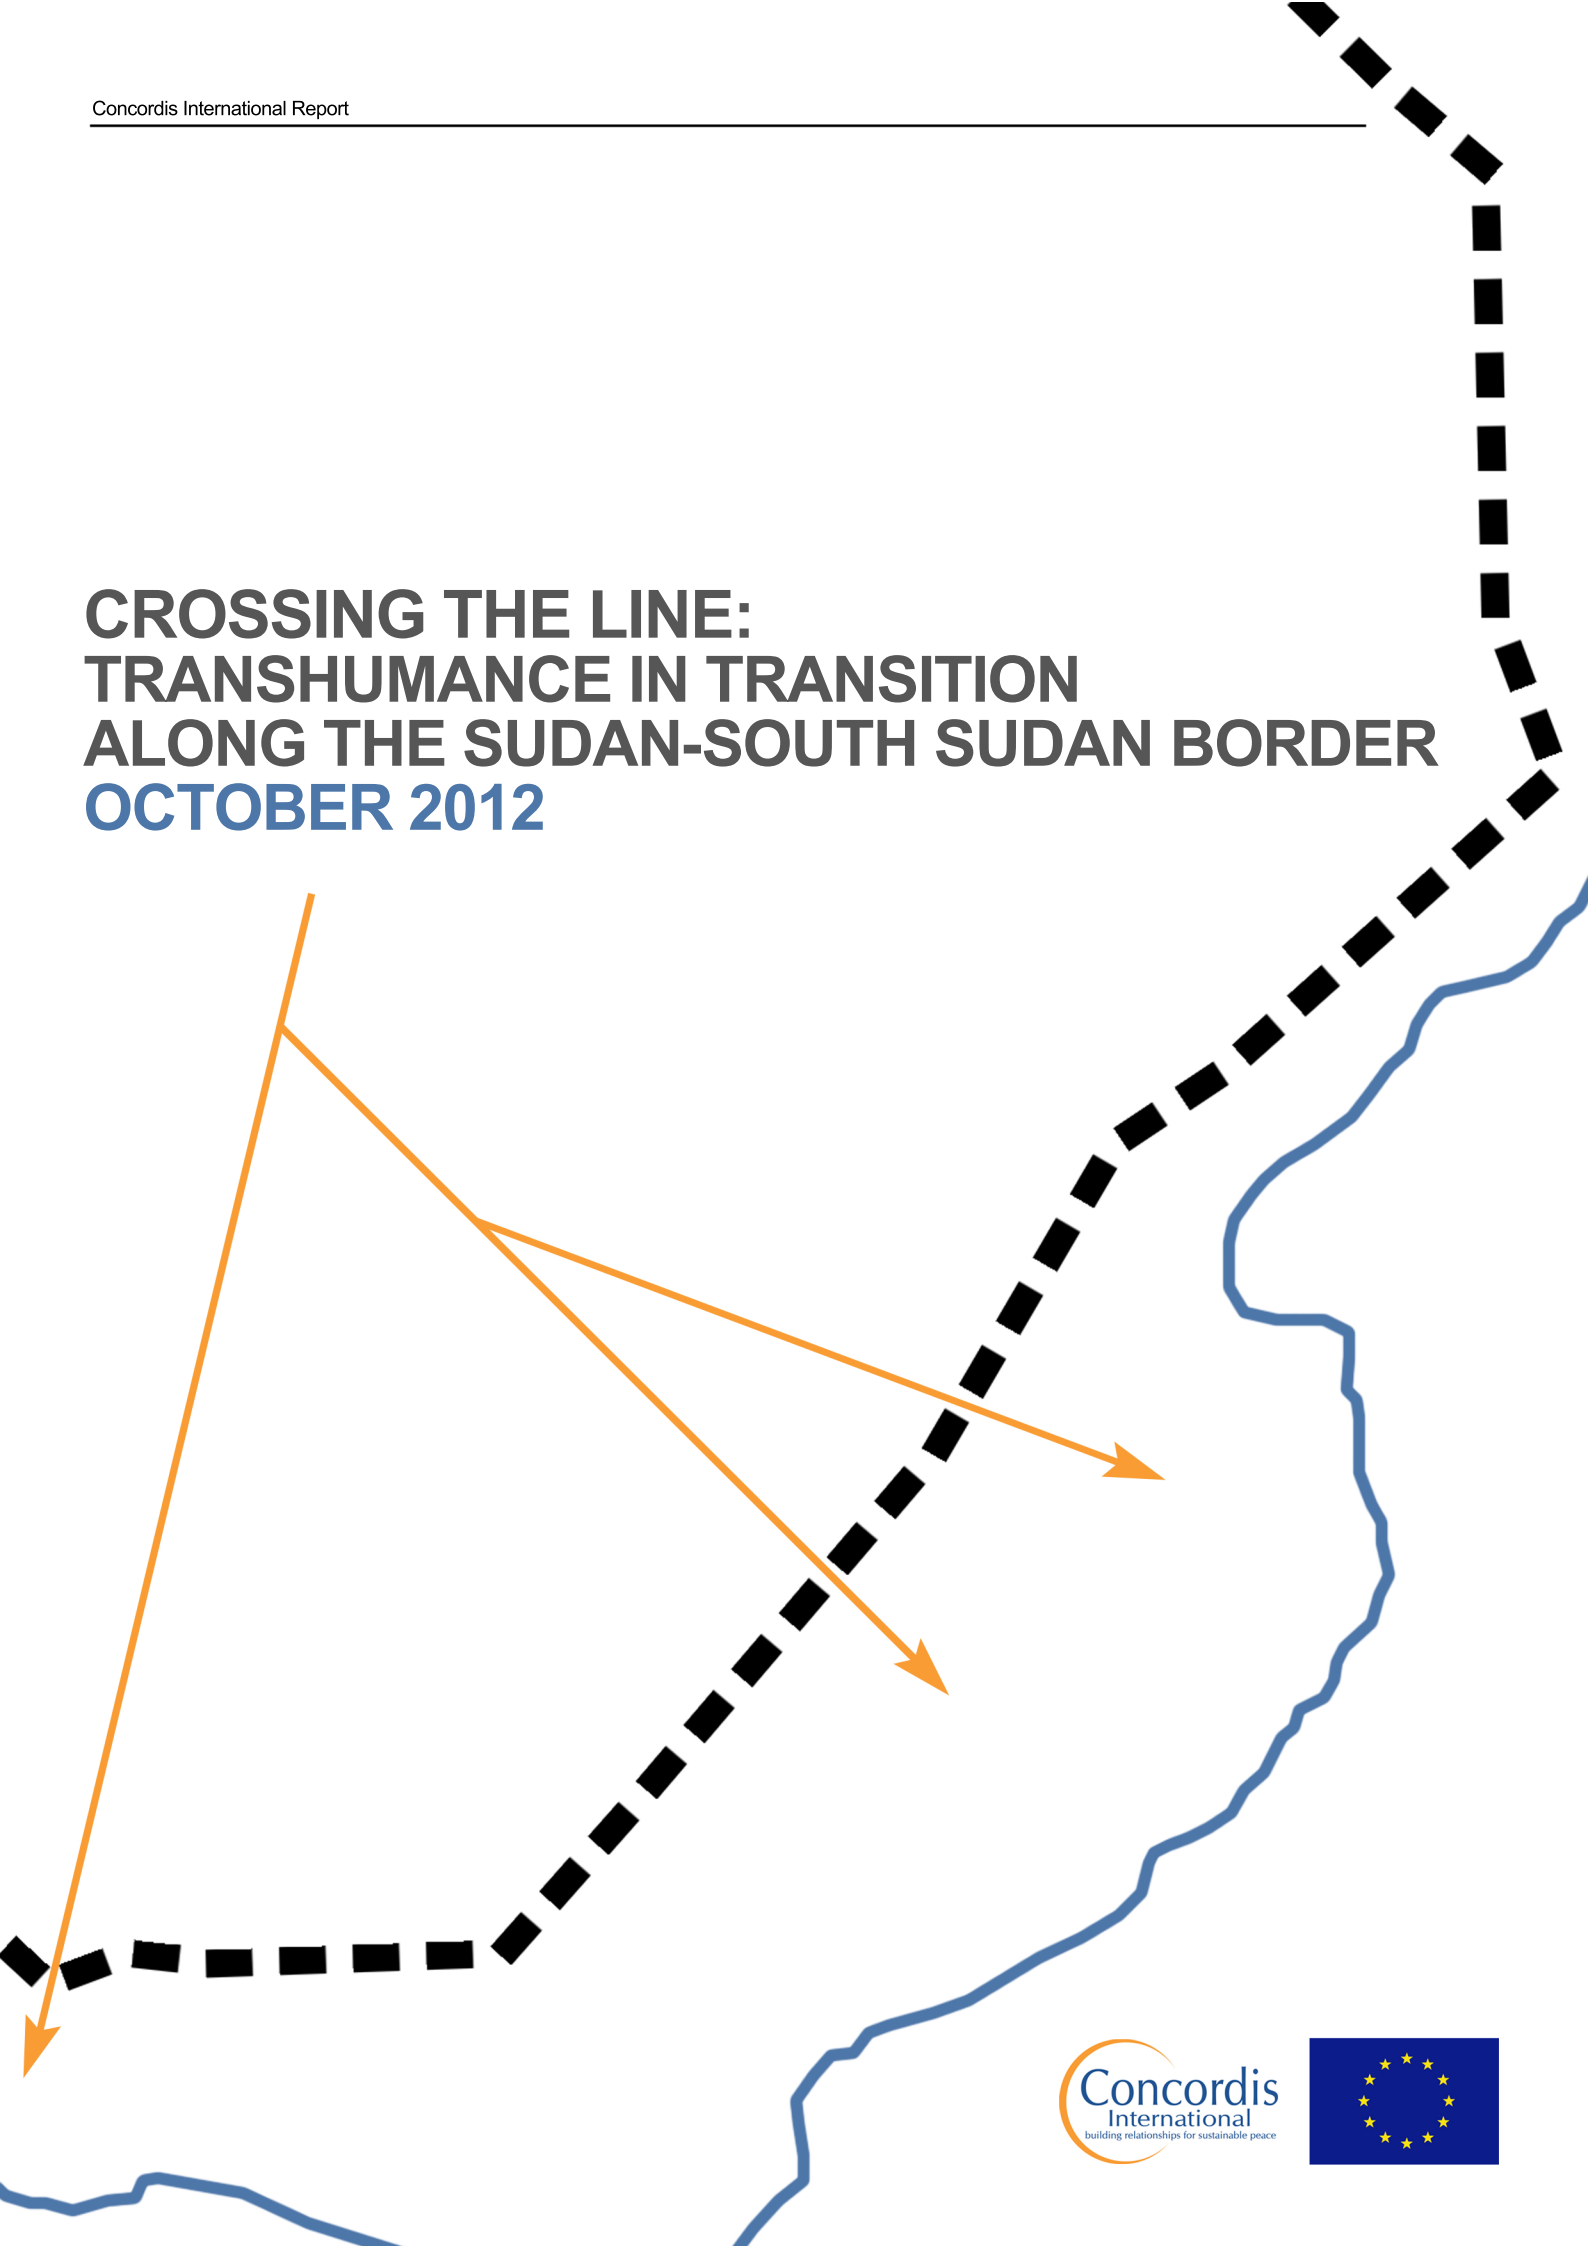 Concordis International Report
CROSSING THE LINE:
TRANSHUMANCE IN TRANSITION
ALONG THE SUDAN-SOUTH SUDAN BORDER
OCTOBER 2012
Concordis
International
building relationships for sustainable peace